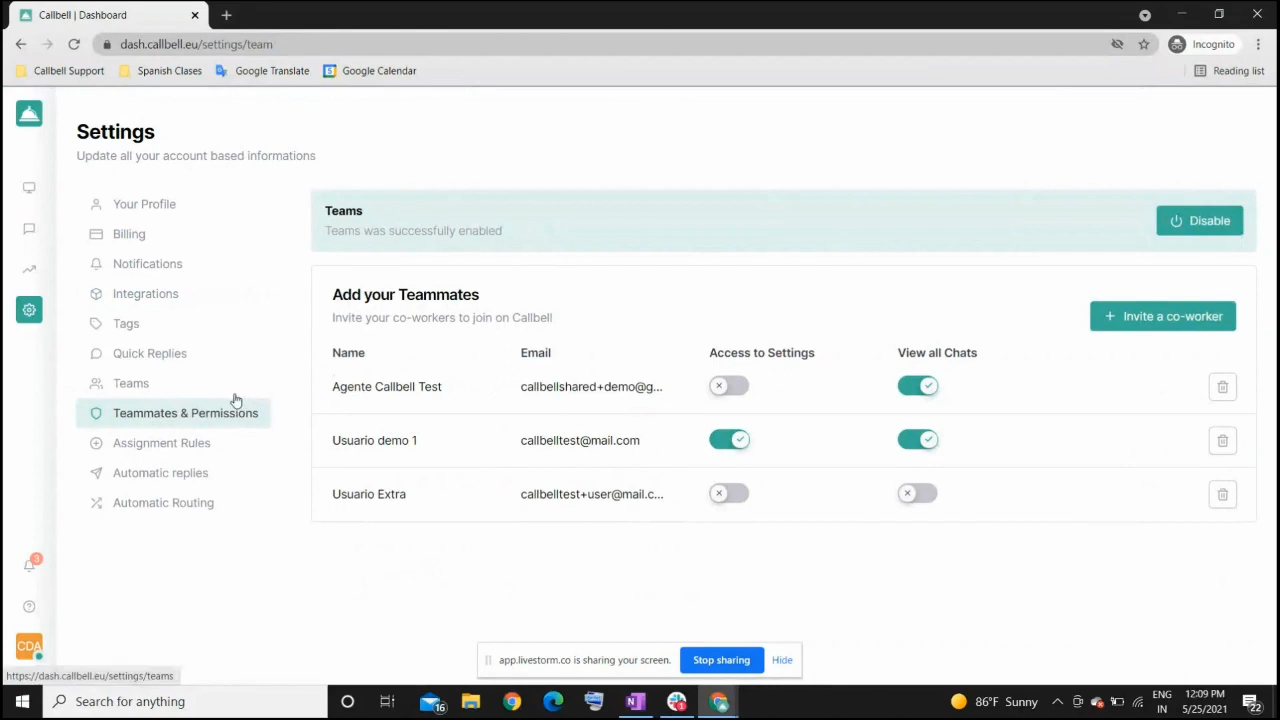 Callbell | Dashboard
dash.callbell.eu/settings/team
Incognito
Callbell Support
Spanish Clases
Google Translate
Google Calendar
Reading list
Settings
Update all your account based informations
Your Profile
Billing
Notifications
Integrations
Tags
Quick Replies
Teams
Teammates & Permissions
Assignment Rules
Automatic replies
Automatic Routing
Teams
Teams was successfully enabled
Disable
Add your Teammates
Invite your co-workers to join on Callbell
+ Invite a co-worker
Name Email Access to Settings View all Chats
Agente Callbell Test callbellshared+demo@g...
Usuario demo 1 callbelltest@mail.com
Usuario Extra callbelltest+user@mail.c...
3
CDA
app.livestorm.co is sharing your screen.
Stop sharing
Hide
https://dash.callbell.eu/settings/teams
Search for anything
16
1
86°F Sunny
ENG
IN
12:09 PM
5/25/2021
22